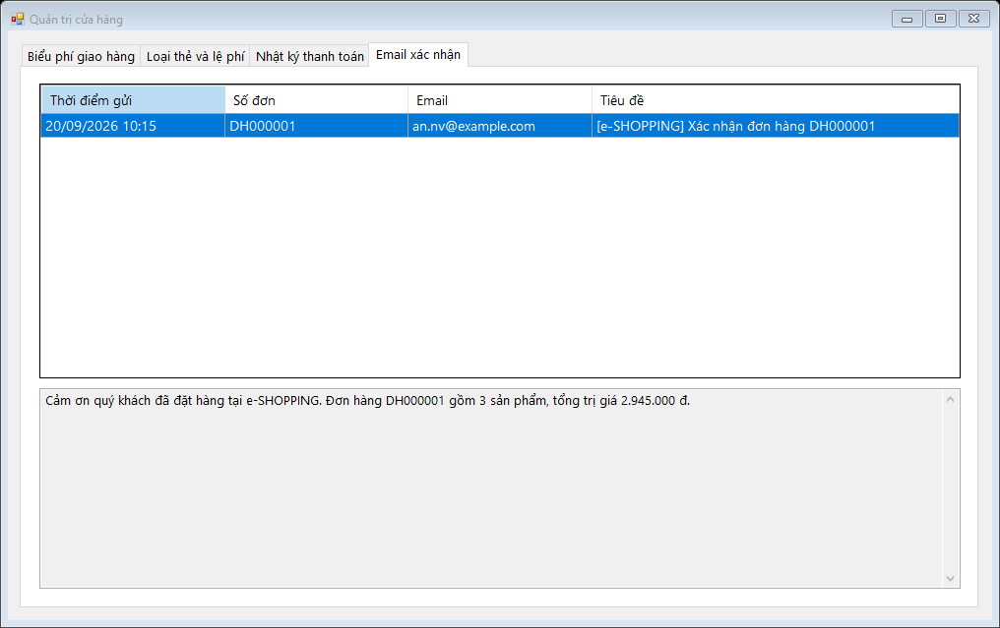 Quản trị cửa hàng
Biểu phí giao hàng Loại thẻ và lệ phí Nhật ký thanh toán Email xác nhận
Thời điểm gửi Số đơn Email Tiêu đề
20/09/2026 10:15 DH000001 an.nv@example.com [e-SHOPPING] Xác nhận đơn hàng DH000001
Cảm ơn quý khách đã đặt hàng tại e-SHOPPING. Đơn hàng DH000001 gồm 3 sản phẩm, tổng trị giá 2.945.000 đ.